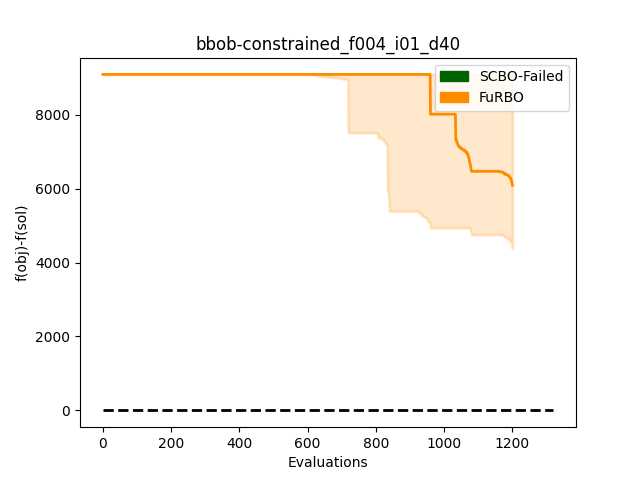 bbob-constrained_f004_i01_d40
SCBO-Failed
FuRBO
f(obj)-f(sol)
8000
6000
4000
2000
0
0 200 400 600 800 1000 1200
Evaluations